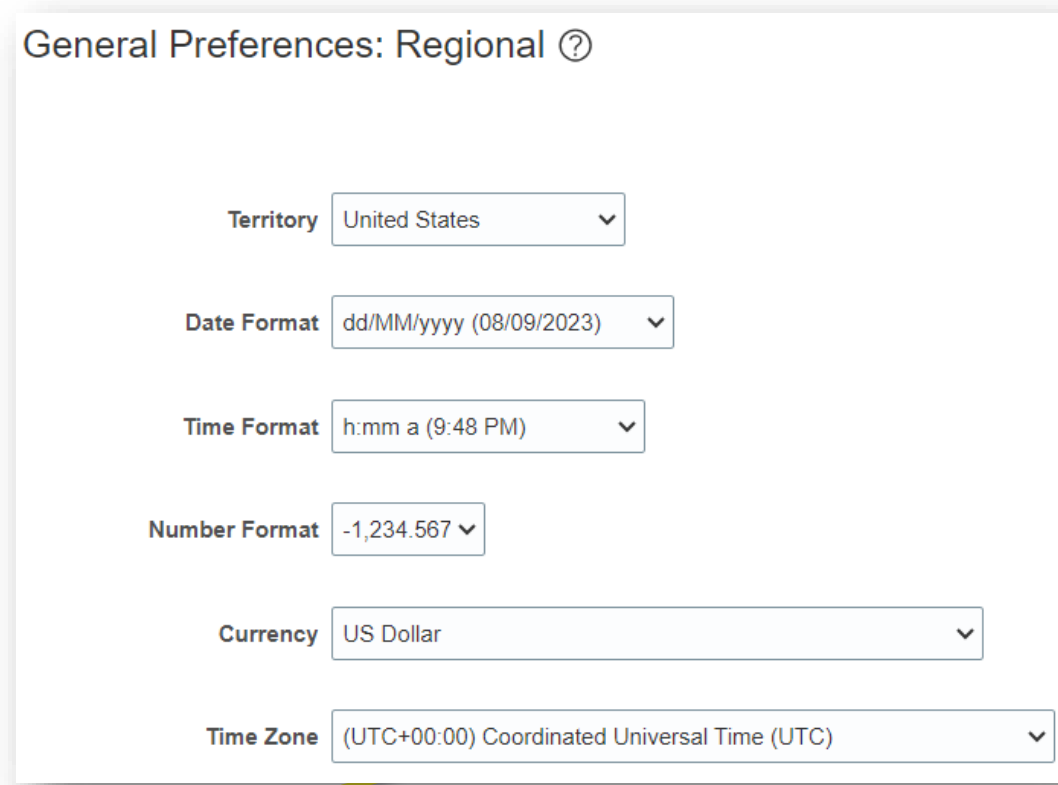 General Preferences: Regional ?
Territory United States
Date Format dd/MM/yyyy (08/09/2023)
Time Format h:mm a (9:48 PM)
Number Format -1,234.567
Currency US Dollar
Time Zone (UTC+00:00) Coordinated Universal Time (UTC)